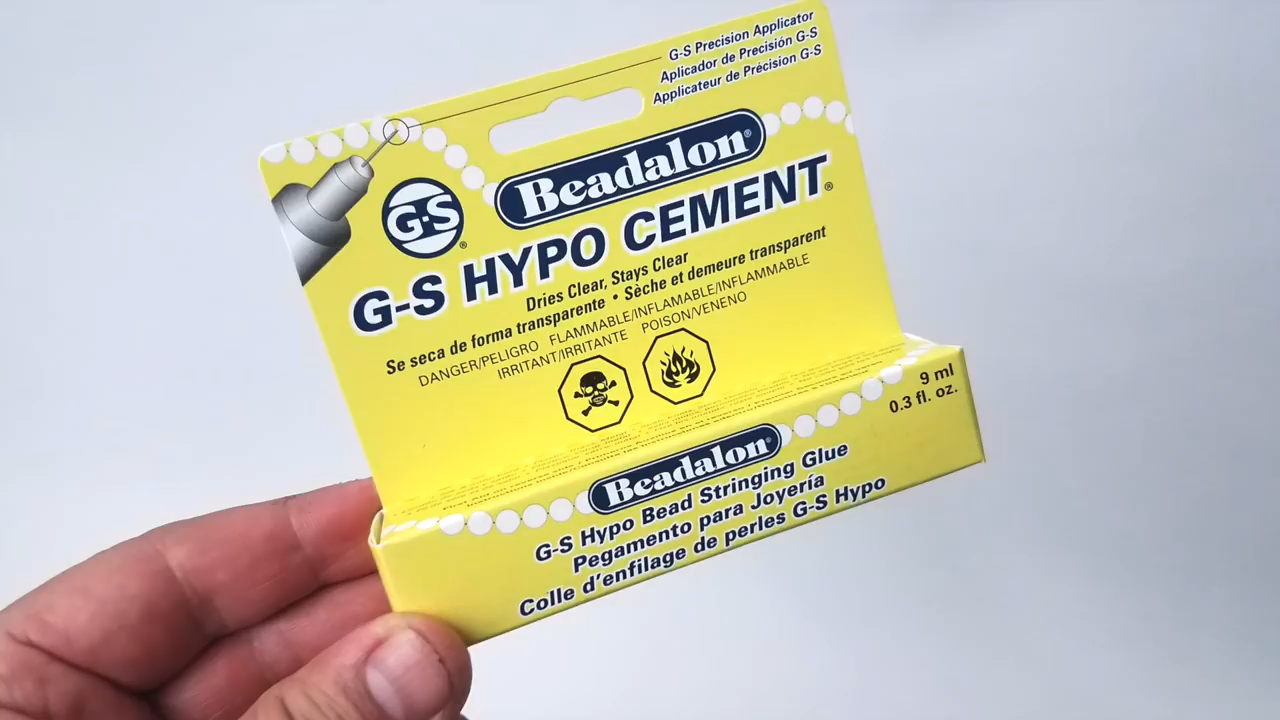 G-S Precision Applicator
Aplicador de Precisión G-S
Applicateur de Précision G-S
Beadalon®
G-S®
G-S HYPO CEMENT®
Dries Clear, Stays Clear
Se seca de forma transparente • Sèche et demeure transparent
DANGER/PELIGRO FLAMMABLE/INFLAMABLE/INFLAMMABLE
IRRITANT/IRRITANTE POISON/VENENO
9 ml
0.3 fl. oz.
Beadalon®
G-S Hypo Bead Stringing Glue
Pegamento para Joyería
Colle d'enfilage de perles G-S Hypo